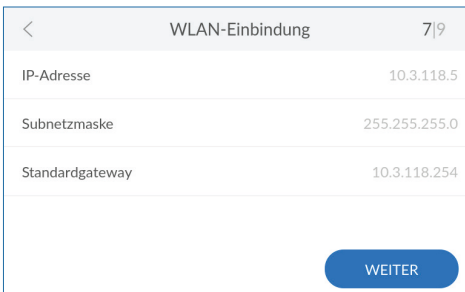 WLAN-Einbindung 7|9
IP-Adresse 10.3.118.5
Subnetzmaske 255.255.255.0
Standardgateway 10.3.118.254
WEITER